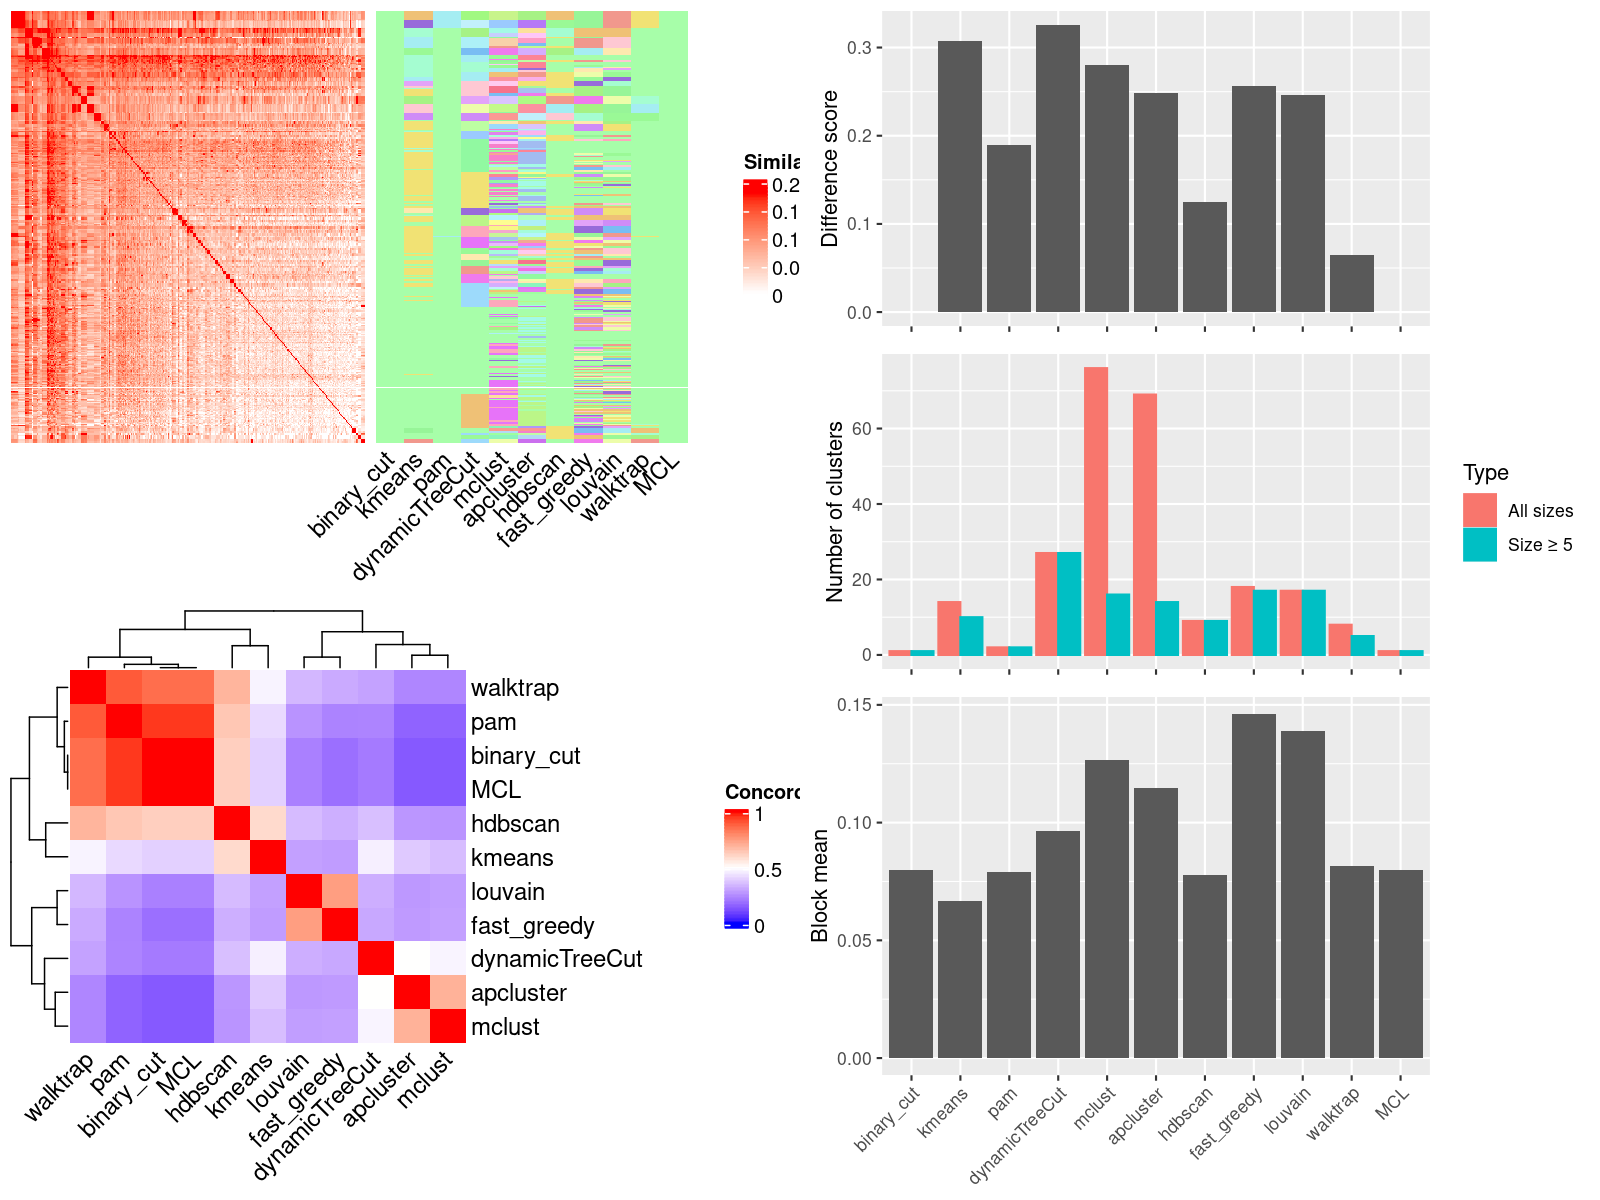 Simila
0.2
0.1
0.1
0.0
0
binary_cut
kmeans
pam
dynamicTreeCut
mclust
apcluster
hdbscan
fast_greedy
louvain
walktrap
MCL
walktrap
pam
binary_cut
MCL
hdbscan
kmeans
louvain
fast_greedy
dynamicTreeCut
apcluster
mclust
walktrap
pam
binary_cut
MCL
hdbscan
kmeans
louvain
fast_greedy
dynamicTreeCut
apcluster
mclust
Concord
1
0.5
0
Difference score
0.3
0.2
0.1
0.0
Number of clusters
60
40
20
0
Type
All sizes
Size ≥ 5
Block mean
0.15
0.10
0.05
0.00
binary_cut
kmeans
pam
dynamicTreeCut
mclust
apcluster
hdbscan
fast_greedy
louvain
walktrap
MCL